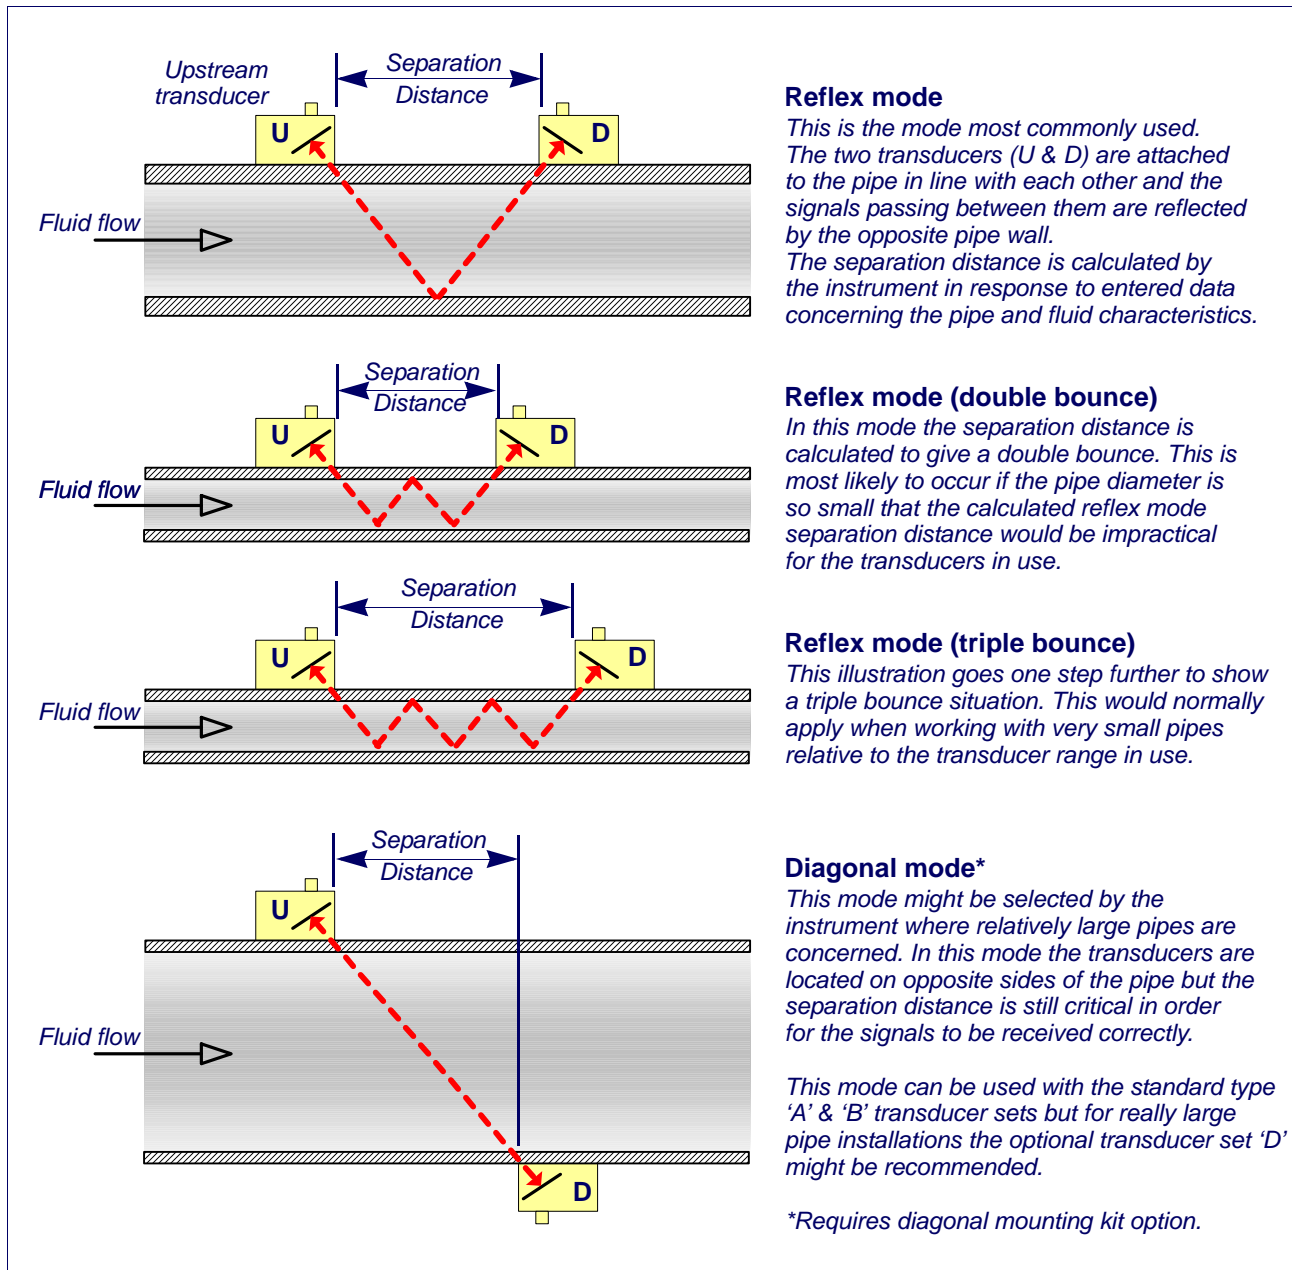 Upstream
transducer
Separation
Distance
U
D
Fluid flow
Reflex mode
This is the mode most commonly used.
The two transducers (U & D) are attached
to the pipe in line with each other and the
signals passing between them are reflected
by the opposite pipe wall.
The separation distance is calculated by
the instrument in response to entered data
concerning the pipe and fluid characteristics.
Separation
Distance
U
D
Fluid flow
Reflex mode (double bounce)
In this mode the separation distance is
calculated to give a double bounce. This is
most likely to occur if the pipe diameter is
so small that the calculated reflex mode
separation distance would be impractical
for the transducers in use.
Separation
Distance
U
D
Fluid flow
Reflex mode (triple bounce)
This illustration goes one step further to show
a triple bounce situation. This would normally
apply when working with very small pipes
relative to the transducer range in use.
Separation
Distance
U
Fluid flow
D
Diagonal mode*
This mode might be selected by the
instrument where relatively large pipes are
concerned. In this mode the transducers are
located on opposite sides of the pipe but the
separation distance is still critical in order
for the signals to be received correctly.
This mode can be used with the standard type
‘A’ & ‘B’ transducer sets but for really large
pipe installations the optional transducer set ‘D’
might be recommended.
*Requires diagonal mounting kit option.